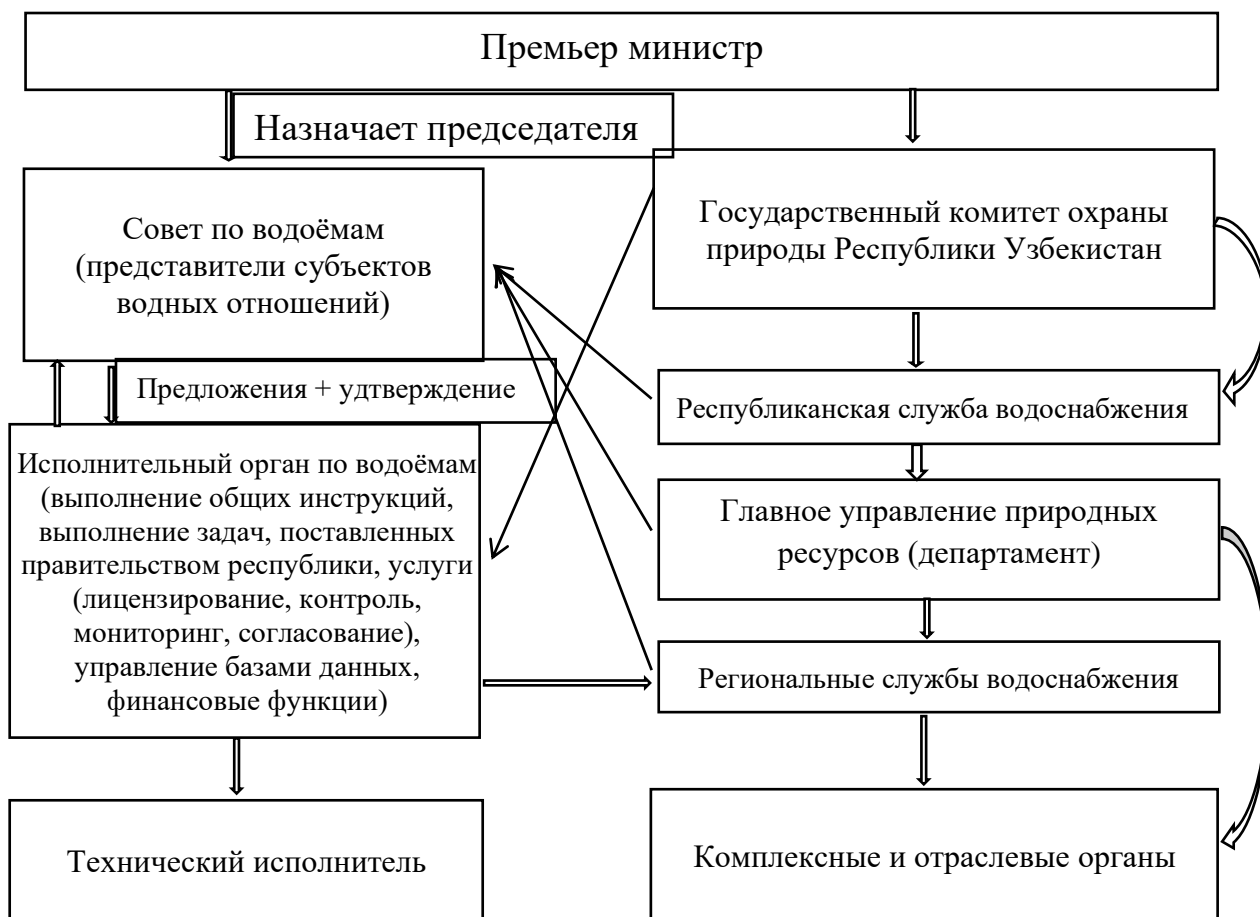 Премьер министр
Назначает председателя
Совет по водоёмам
(представители субъектов
водных отношений)
Государственный комитет охраны
природы Республики Узбекистан
Предложения + удтверждение
Республиканская служба водоснабжения
Исполнительный орган по водоёмам
(выполнение общих инструкций,
выполнение задач, поставленных
правительством республики, услуги
(лицензирование, контроль,
мониторинг, согласование),
управление базами данных,
финансовые функции)
Главное управление природных
ресурсов (департамент)
Региональные службы водоснабжения
Технический исполнитель
Комплексные и отраслевые органы